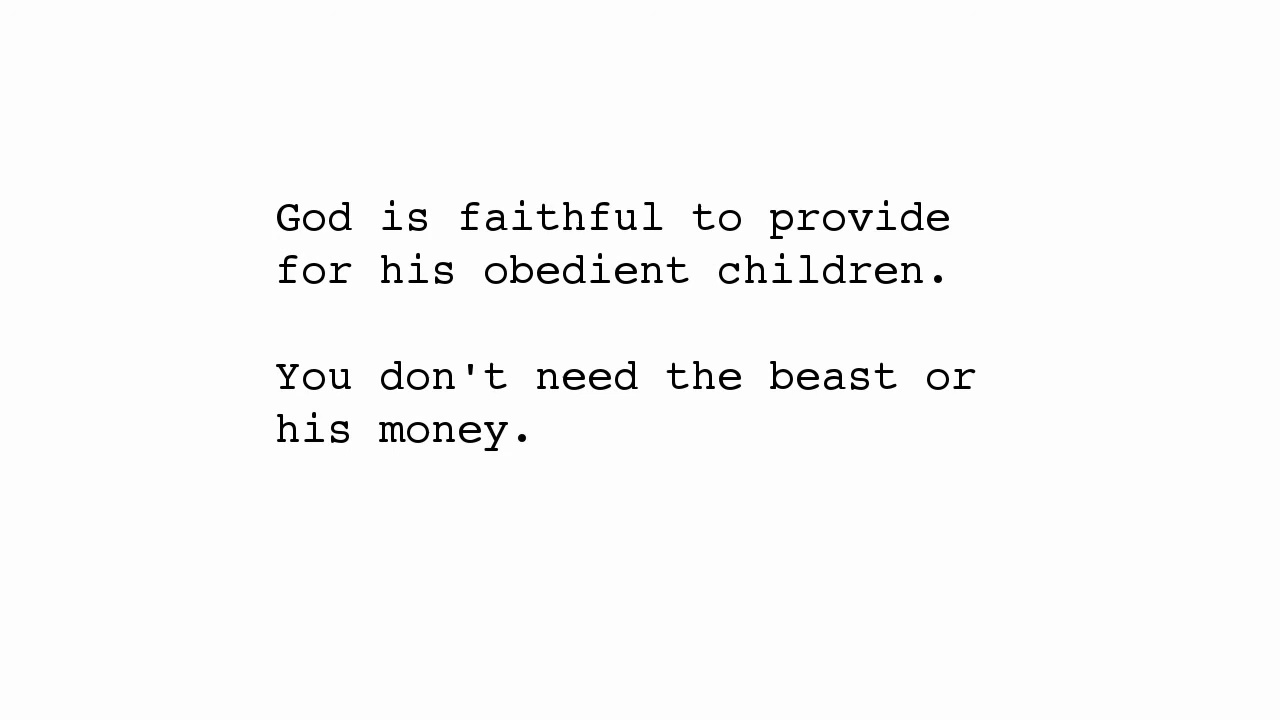 God is faithful to provide
for his obedient children.
You don't need the beast or
his money.